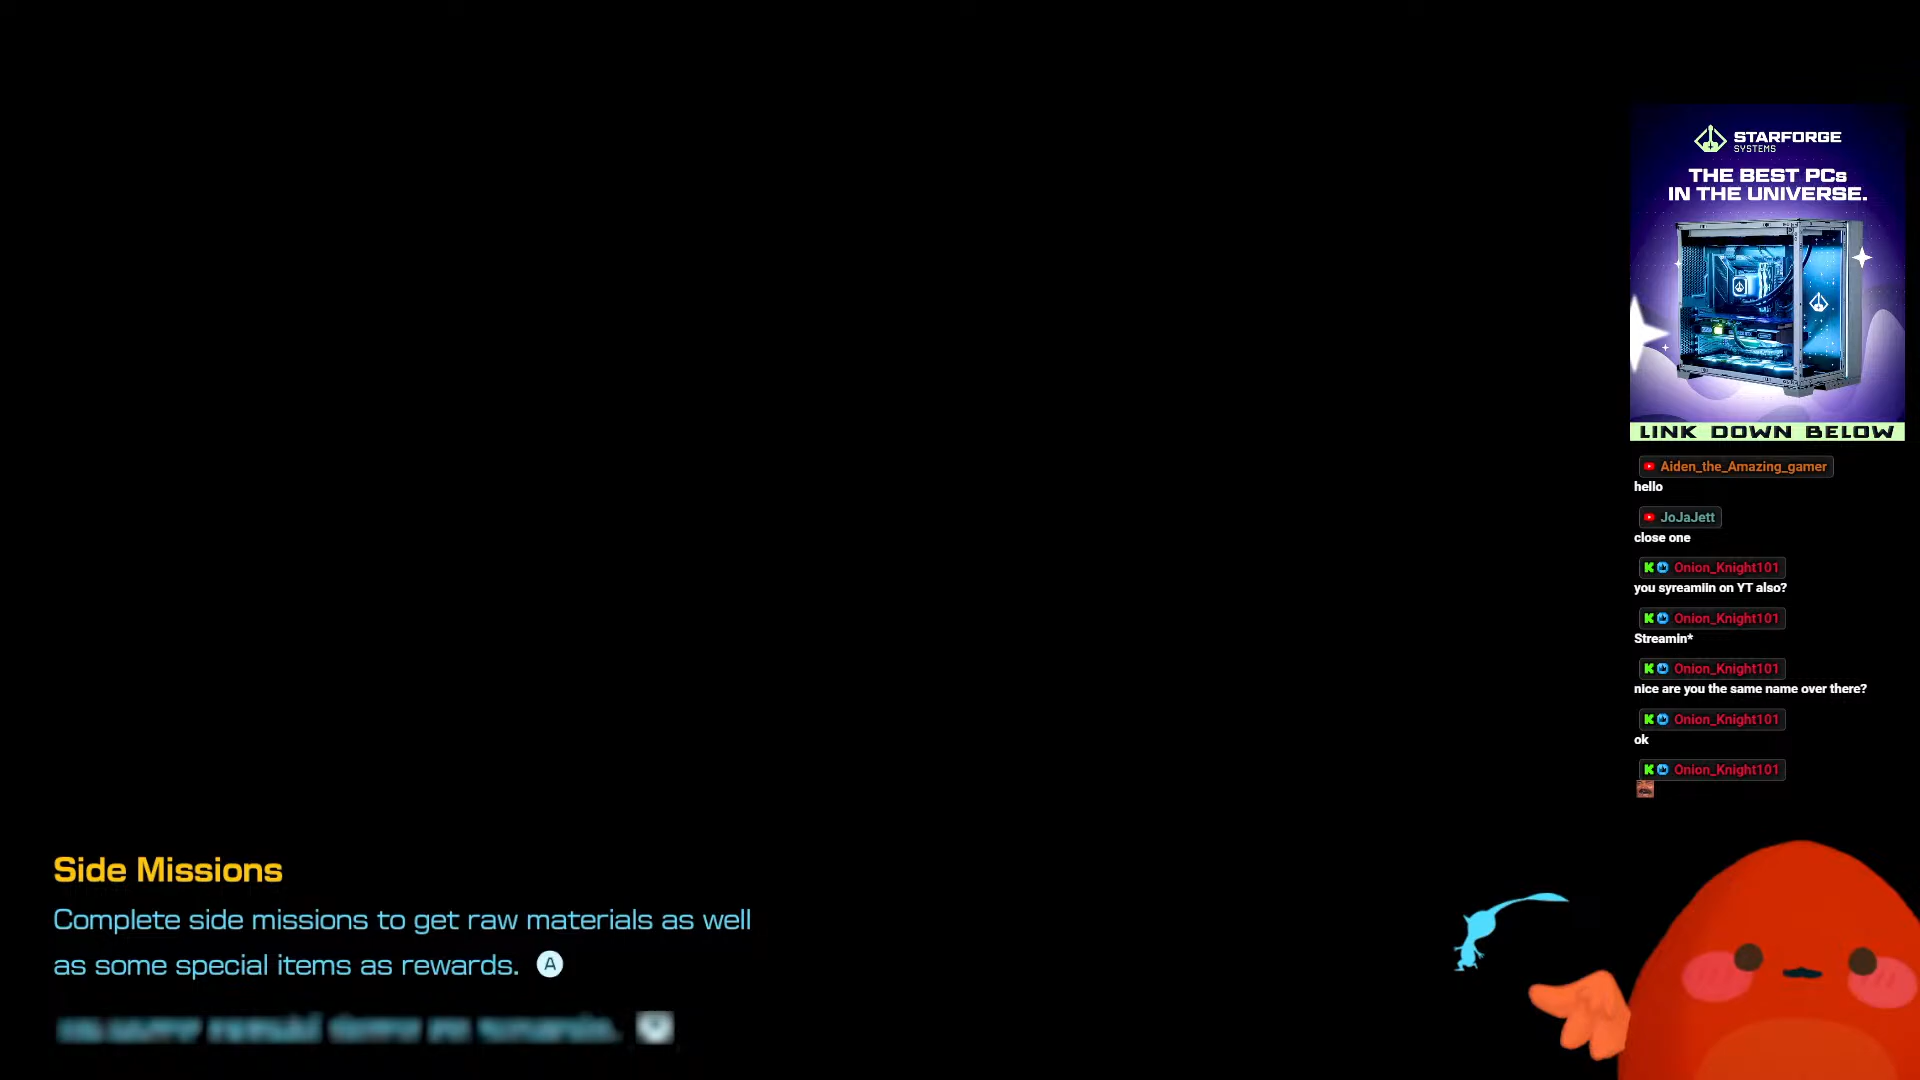 STARFORGE
SYSTEMS
THE BEST PCs
IN THE UNIVERSE.
LINK DOWN BELOW
Aiden_the_Amazing_gamer
hello
JoJaJett
close one
Onion_Knight101
you syreamiin on YT also?
Onion_Knight101
Streamin*
Onion_Knight101
nice are you the same name over there?
Onion_Knight101
ok
Onion_Knight101
Side Missions
Complete side missions to get raw materials as well
as some special items as rewards. A